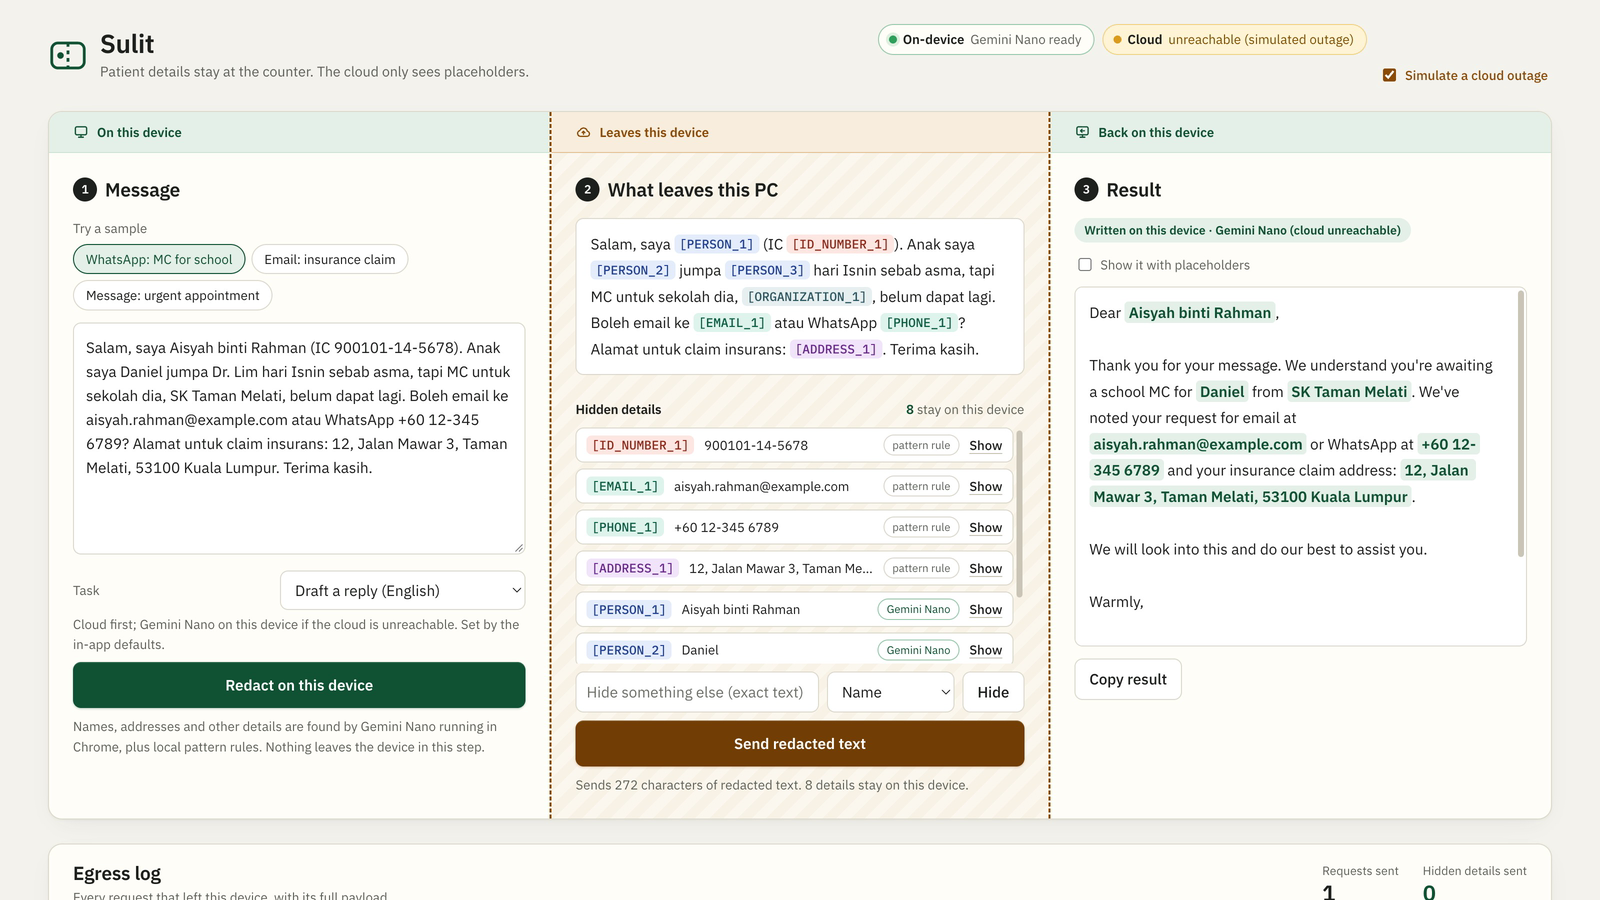 Sulit
Patient details stay at the counter. The cloud only sees placeholders.
On-device Gemini Nano ready
Cloud unreachable (simulated outage)
Simulate a cloud outage
On this device
1 Message
Try a sample
WhatsApp: MC for school
Email: insurance claim
Message: urgent appointment
Salam, saya Aisyah binti Rahman (IC 900101-14-5678). Anak
saya Daniel jumpa Dr. Lim hari Isnin sebab asma, tapi MC untuk
sekolah dia, SK Taman Melati, belum dapat lagi. Boleh email ke
aisyah.rahman@example.com atau WhatsApp +60 12-345
6789? Alamat untuk claim insurans: 12, Jalan Mawar 3, Taman
Melati, 53100 Kuala Lumpur. Terima kasih.
Task
Draft a reply (English)
Cloud first; Gemini Nano on this device if the cloud is unreachable. Set by the
in-app defaults.
Redact on this device
Names, addresses and other details are found by Gemini Nano running in
Chrome, plus local pattern rules. Nothing leaves the device in this step.
Leaves this device
2 What leaves this PC
Salam, saya [PERSON_1] (IC [ID_NUMBER_1]). Anak saya
[PERSON_2] jumpa [PERSON_3] hari Isnin sebab asma, tapi
MC untuk sekolah dia, [ORGANIZATION_1], belum dapat lagi.
Boleh email ke [EMAIL_1] atau WhatsApp [PHONE_1]?
Alamat untuk claim insurans: [ADDRESS_1]. Terima kasih.
Hidden details
8 stay on this device
[ID_NUMBER_1] 900101-14-5678 pattern rule Show
[EMAIL_1] aisyah.rahman@example.com pattern rule Show
[PHONE_1] +60 12-345 6789 pattern rule Show
[ADDRESS_1] 12, Jalan Mawar 3, Taman Me... pattern rule Show
[PERSON_1] Aisyah binti Rahman Gemini Nano Show
[PERSON_2] Daniel Gemini Nano Show
Hide something else (exact text)
Name
Hide
Send redacted text
Sends 272 characters of redacted text. 8 details stay on this device.
Back on this device
3 Result
Written on this device · Gemini Nano (cloud unreachable)
Show it with placeholders
Dear Aisyah binti Rahman,
Thank you for your message. We understand you're awaiting
a school MC for Daniel from SK Taman Melati. We've
noted your request for email at
aisyah.rahman@example.com or WhatsApp at +60 12-
345 6789 and your insurance claim address: 12, Jalan
Mawar 3, Taman Melati, 53100 Kuala Lumpur.
We will look into this and do our best to assist you.
Warmly,
Copy result
Egress log
Every request that left this device, with its full payload.
Requests sent
1
Hidden details sent
0